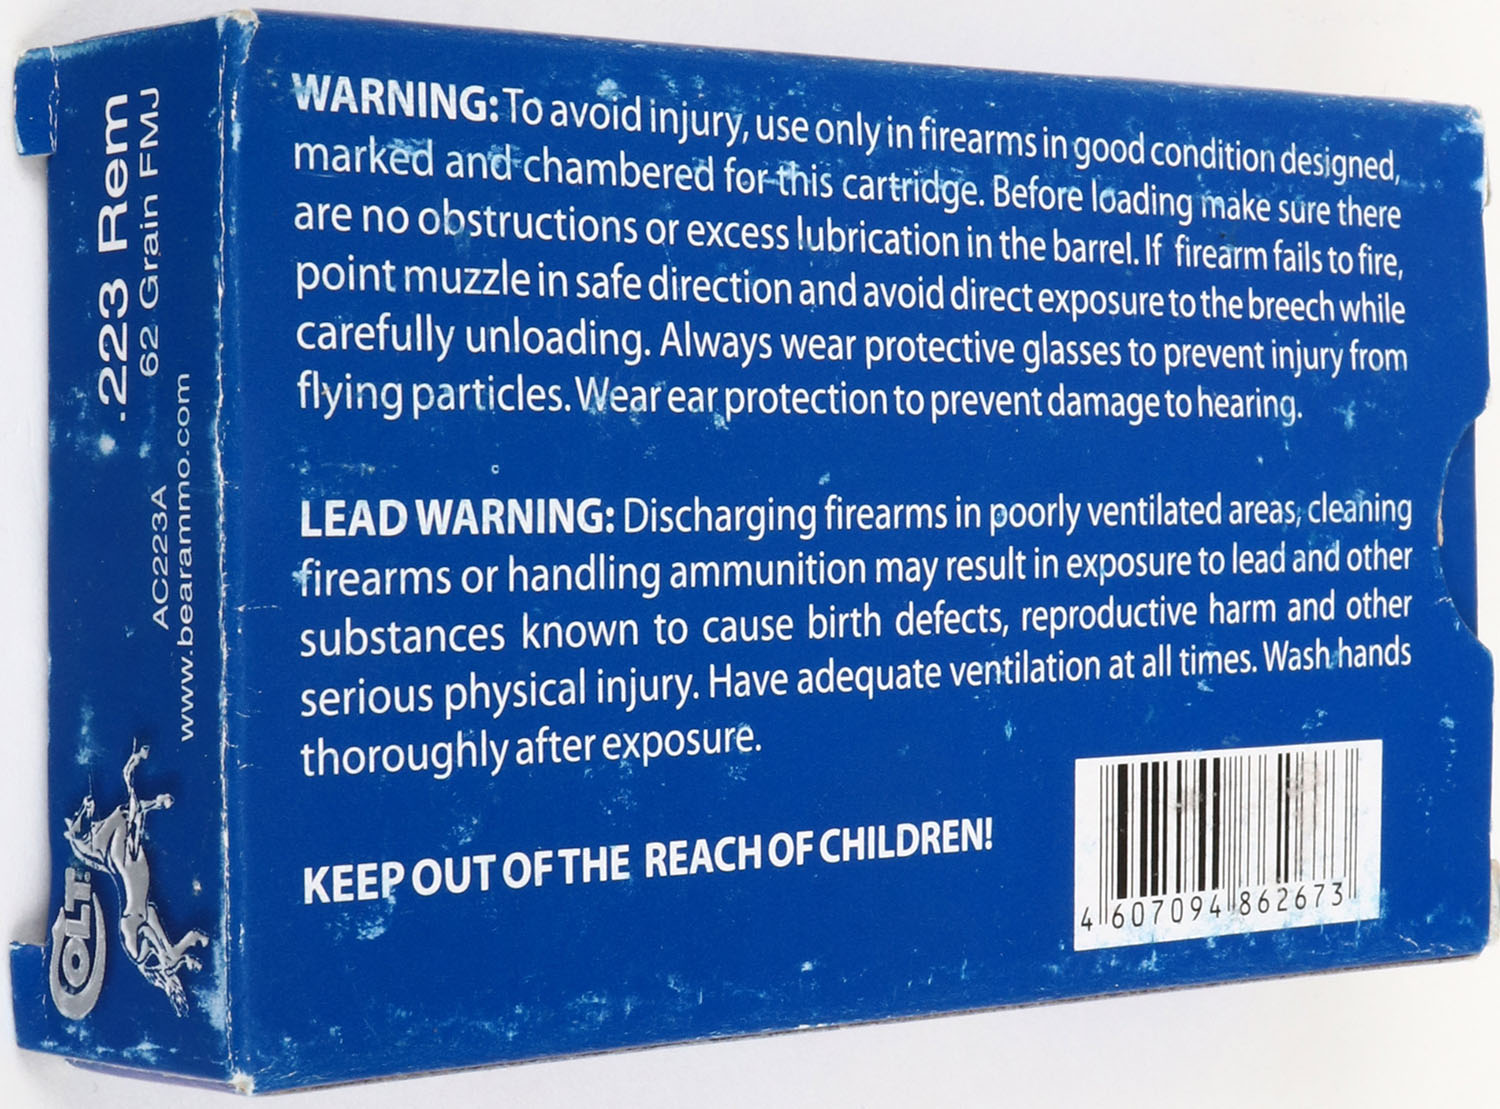 .223 Rem
62 Grain FMJ
AC223A
www.bearammo.com
COLT
WARNING: To avoid injury, use only in firearms in good condition designed,
marked and chambered for this cartridge. Before loading make sure there
are no obstructions or excess lubrication in the barrel. If firearm fails to fire,
point muzzle in safe direction and avoid direct exposure to the breech while
carefully unloading. Always wear protective glasses to prevent injury from
flying particles. Wear ear protection to prevent damage to hearing.
LEAD WARNING: Discharging firearms in poorly ventilated areas, cleaning
firearms or handling ammunition may result in exposure to lead and other
substances known to cause birth defects, reproductive harm and other
serious physical injury. Have adequate ventilation at all times. Wash hands
thoroughly after exposure.
KEEP OUT OF THE REACH OF CHILDREN!
4 607094 862673